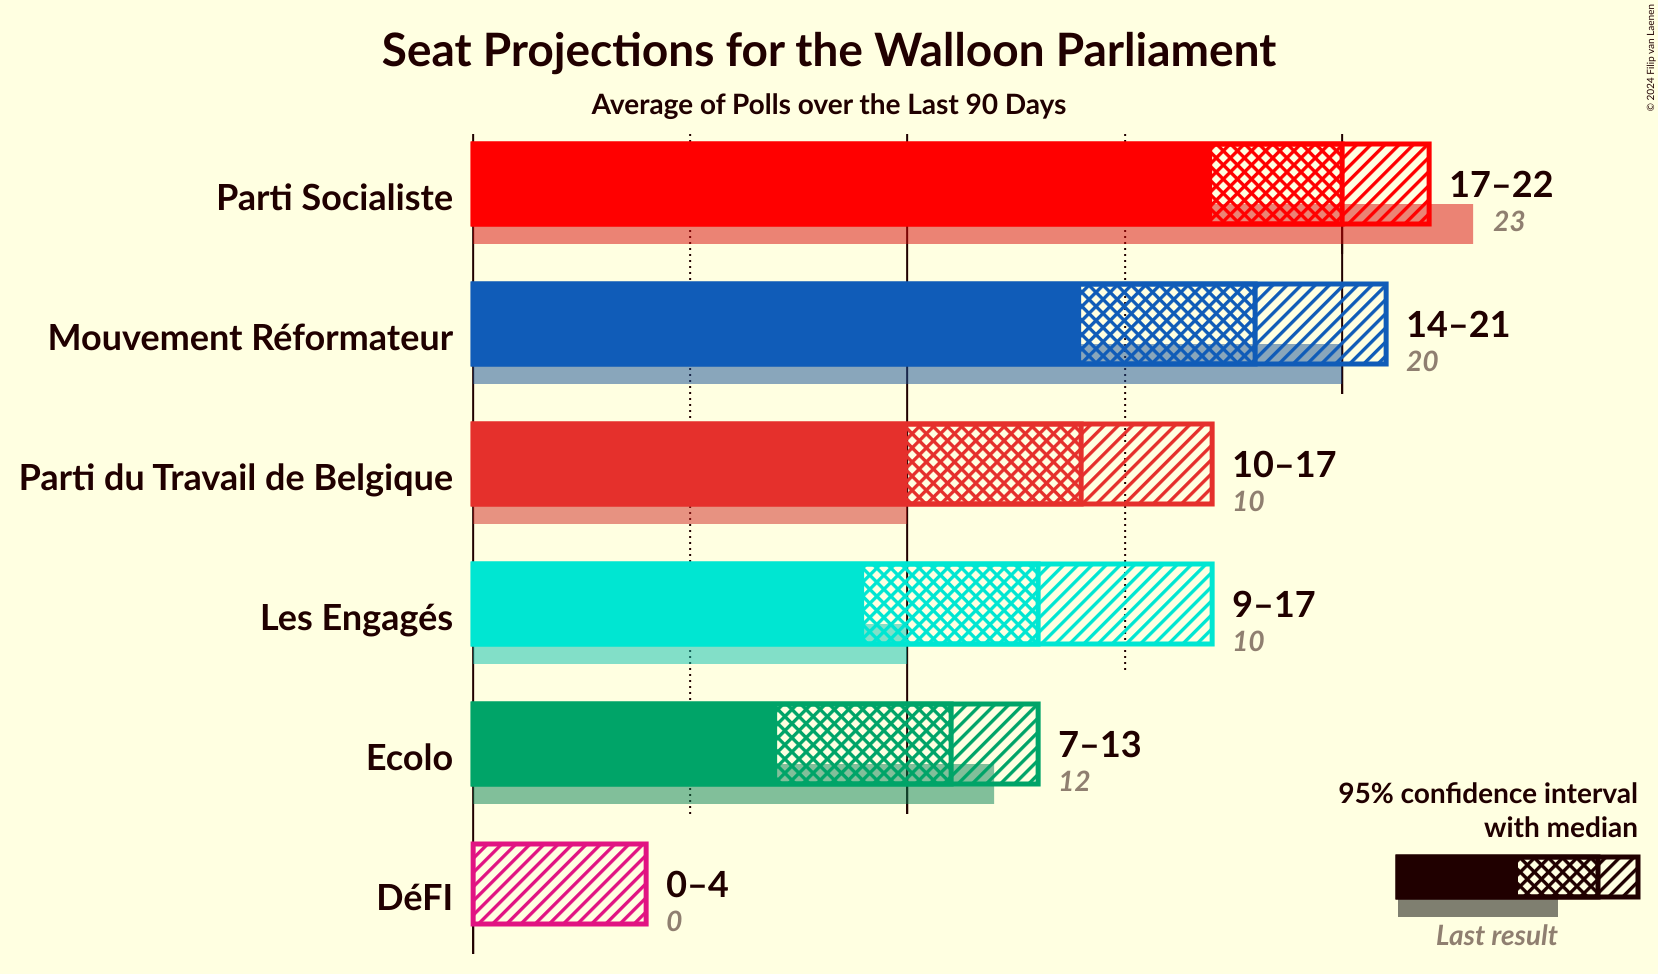 Seat Projections for the Walloon Parliament
Average of Polls over the Last 90 Days
© 2024 Filip van Laenen
Parti Socialiste
17–22
23
Mouvement Réformateur
14–21
20
Parti du Travail de Belgique
10–17
10
Les Engagés
9–17
10
Ecolo
7–13
12
DéFI
0–4
0
95% confidence interval
with median
Last result